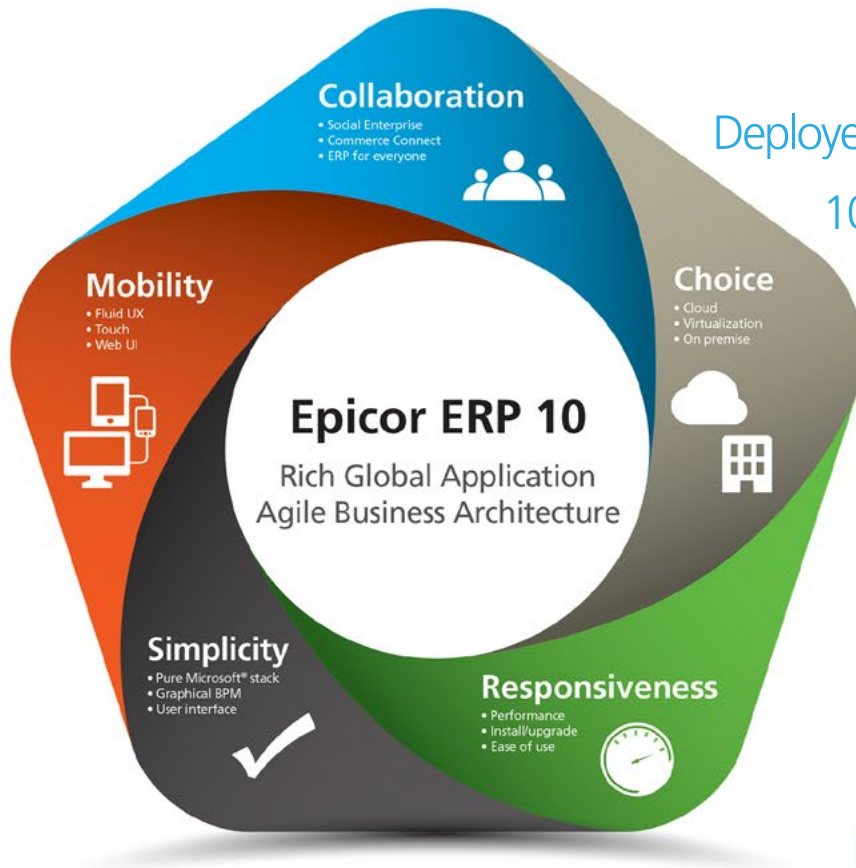 Collaboration
• Social Enterprise
• Commerce Connect
• ERP for everyone
Deploye
10
Mobility
• Fluid UX
• Touch
• Web UI
Choice
• Cloud
• Virtualization
• On premise
Epicor ERP 10
Rich Global Application
Agile Business Architecture
Simplicity
• Pure Microsoft® stack
• Graphical BPM
• User interface
Responsiveness
• Performance
• Install/upgrade
• Ease of use